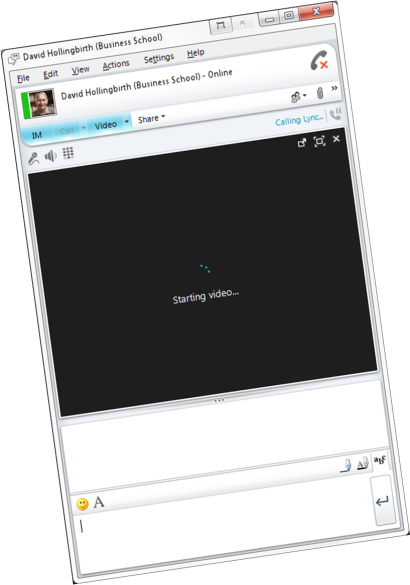 David Hollingbirth (Business School)
File Edit View Actions Settings Help
David Hollingbirth (Business School) - Online
IM Call Video Share
Calling Lync...
Starting video...
A
A
abc